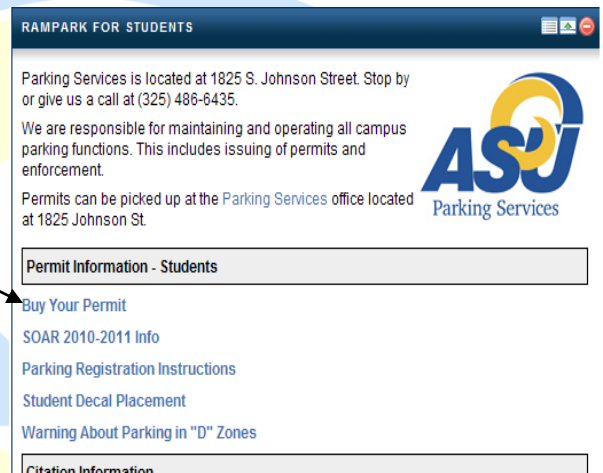 RAMPARK FOR STUDENTS
Parking Services is located at 1825 S. Johnson Street. Stop by
or give us a call at (325) 486-6435.
We are responsible for maintaining and operating all campus
parking functions. This includes issuing of permits and
enforcement.
Permits can be picked up at the Parking Services office located
at 1825 Johnson St.
ASU
Parking Services
Permit Information - Students
Buy Your Permit
SOAR 2010-2011 Info
Parking Registration Instructions
Student Decal Placement
Warning About Parking in "D" Zones
Citation Information